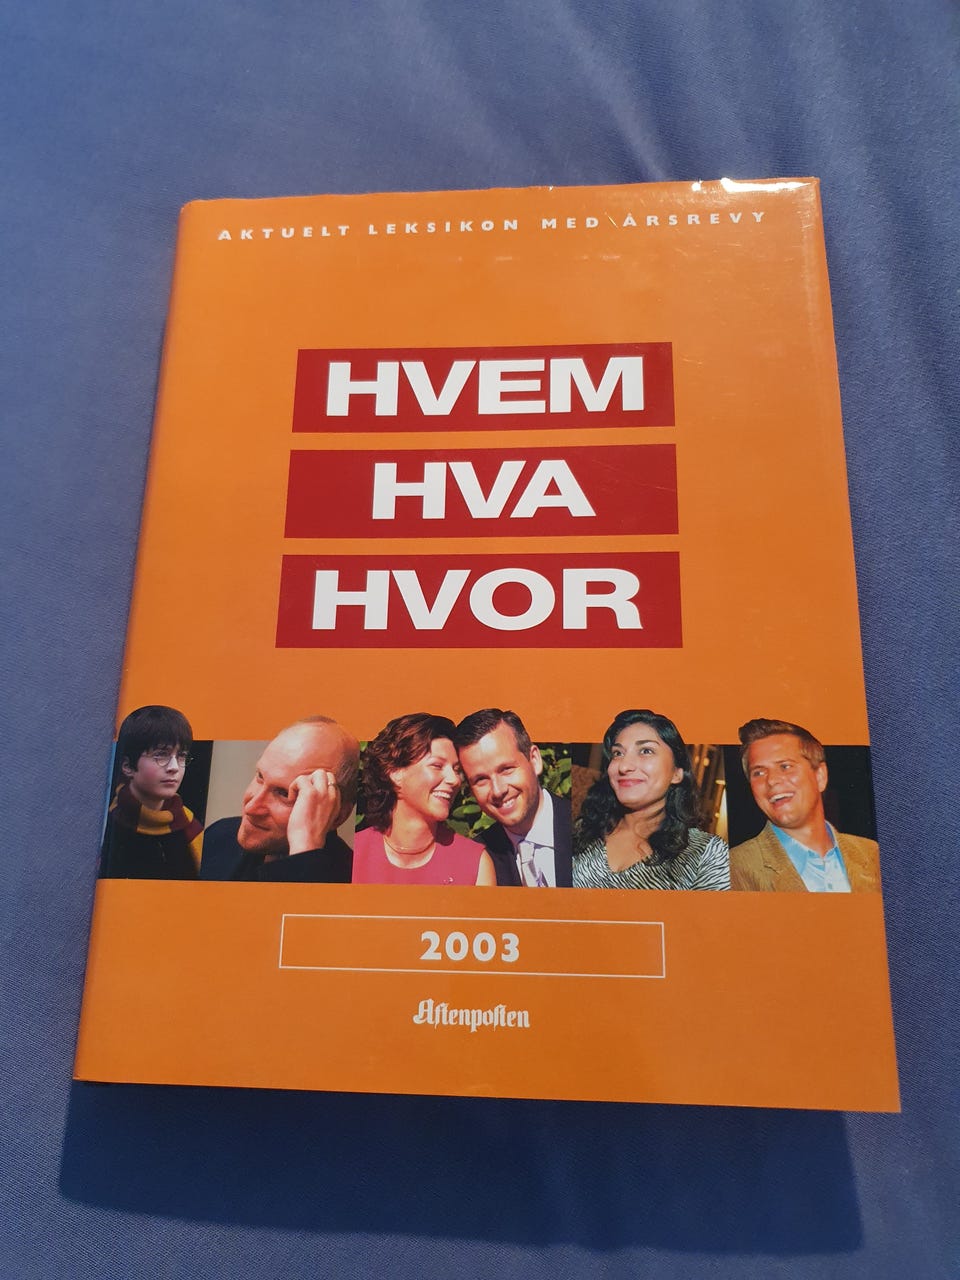 AKTUELT LEKSIKON MED ÅRSREVY
HVEM
HVA
HVOR
2003
Aftenposten